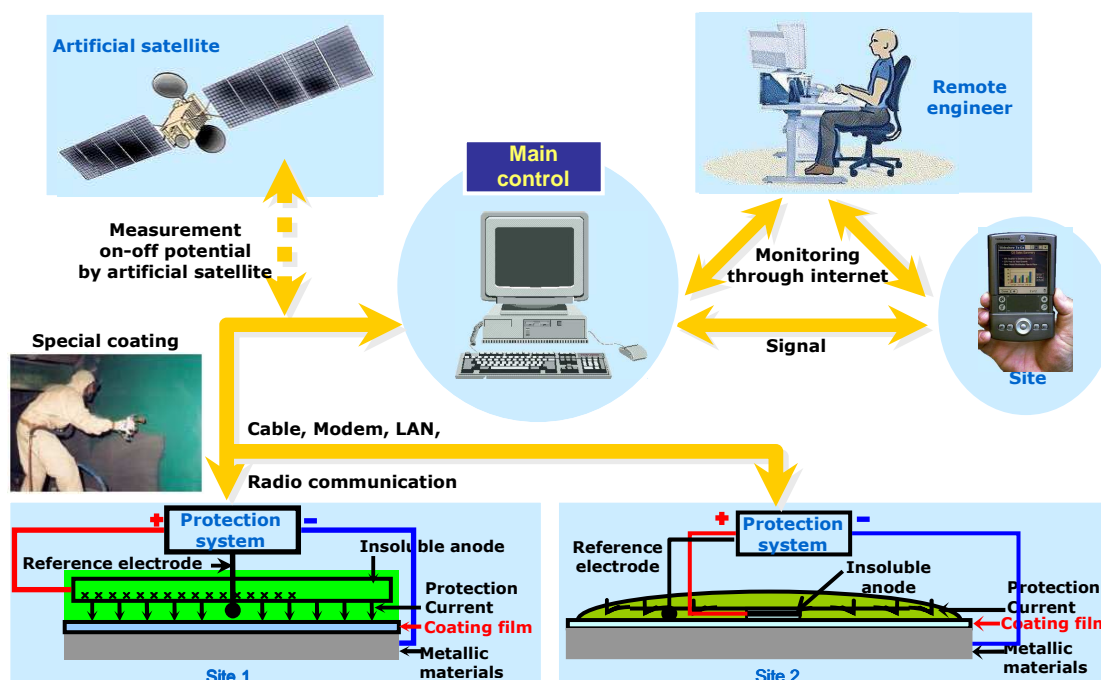 Artificial satellite
Remote
engineer
Main
control
Measurement
on-off potential
by artificial satellite
Monitoring
through internet
Special coating
Signal
Site
Cable, Modem, LAN,
Radio communication
+
Protection
system
-
Reference electrode
Insoluble anode
Protection
Current
Coating film
Metallic
materials
Site 1
+
Protection
system
-
Reference
electrode
Insoluble
anode
Protection
Current
Coating film
Metallic
materials
Site 2